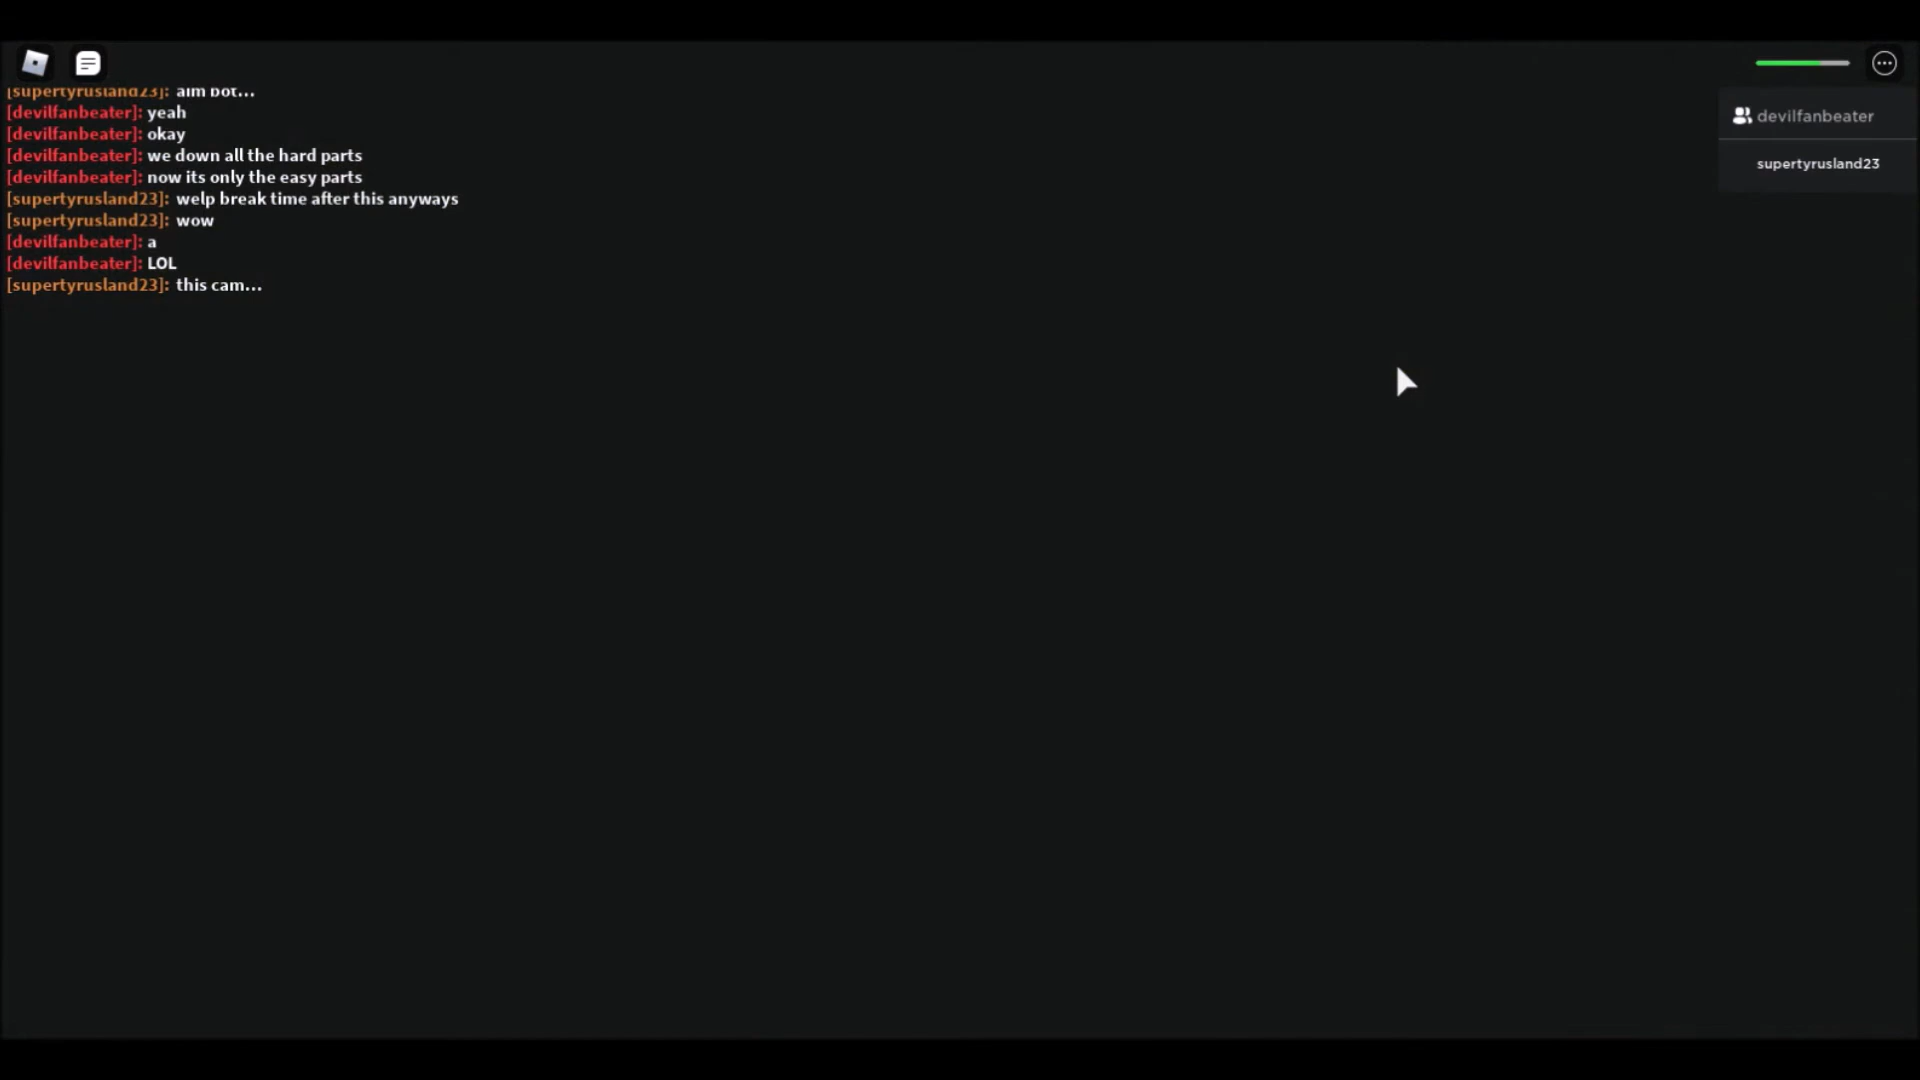 [supertyrusland23]: aim bot...
[devilfanbeater]: yeah
[devilfanbeater]: okay
[devilfanbeater]: we down all the hard parts
[devilfanbeater]: now its only the easy parts
[supertyrusland23]: welp break time after this anyways
[supertyrusland23]: wow
[devilfanbeater]: a
[devilfanbeater]: LOL
[supertyrusland23]: this cam...
devilfanbeater
supertyrusland23